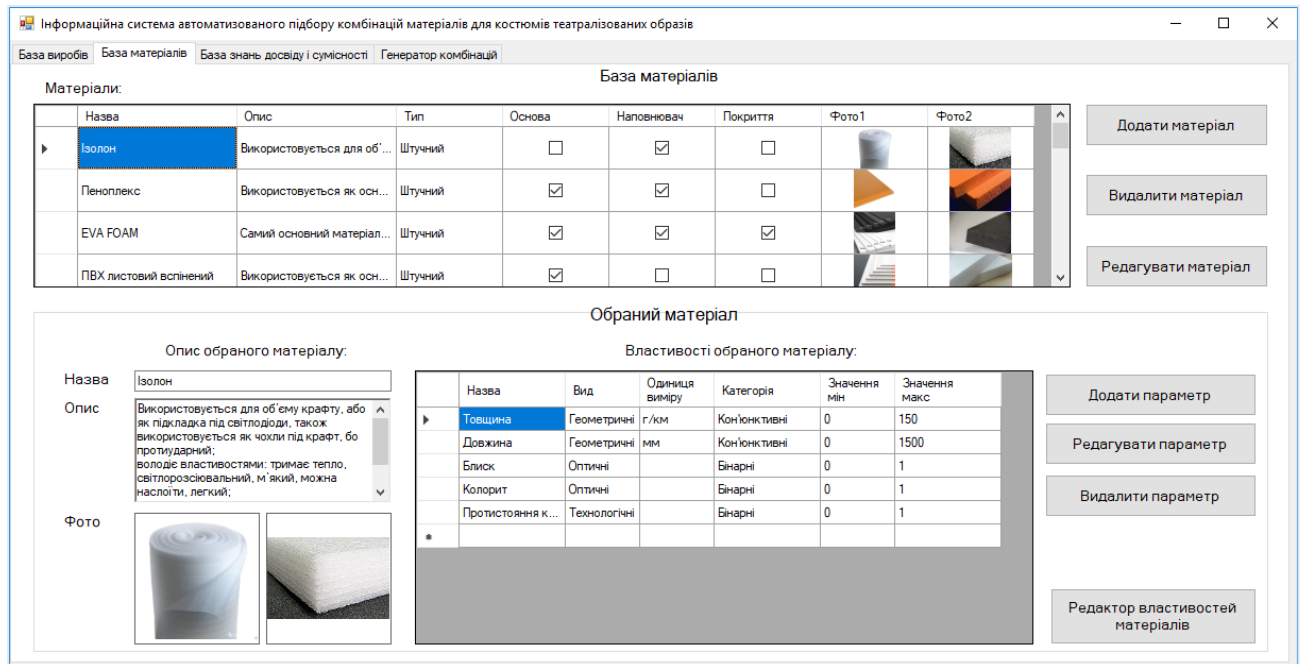 Інформаційна система автоматизованого підбору комбінацій матеріалів для костюмів театралізованих образів
База виробів База матеріалів База знань досвіду і сумісності Генератор комбінацій
База матеріалів
Матеріали:
Назва Опис Тип Основа Наповнювач Покриття Фото1 Фото2
Ізолон Використовується для об'... Штучний
Пеноплекс Використовується як осн... Штучний
EVA FOAM Самий основний матеріал... Штучний
ПВХ листовий вспінений Використовується як осн... Штучний
Додати матеріал
Видалити матеріал
Редагувати матеріал
Обраний матеріал
Опис обраного матеріалу:
Назва Ізолон
Опис Використовується для об'єму крафту, або
як підкладка під світлодіоди, також
використовується як чохли під крафт, бо
протиударний;
володіє властивостями: тримає тепло,
світлорозсіювальний, м'який, можна
наслоїти, легкий;
Фото
Властивості обраного матеріалу:
Назва Вид Одиниця виміру Категорія Значення мін Значення макс
Товщина Геометричні г/км Кон'юнктивні 0 150
Довжина Геометричні мм Кон'юнктивні 0 1500
Блиск Оптичні Бінарні 0 1
Колорит Оптичні Бінарні 0 1
Протистояння к... Технологічні Бінарні 0 1
Додати параметр
Редагувати параметр
Видалити параметр
Редактор властивостей
матеріалів